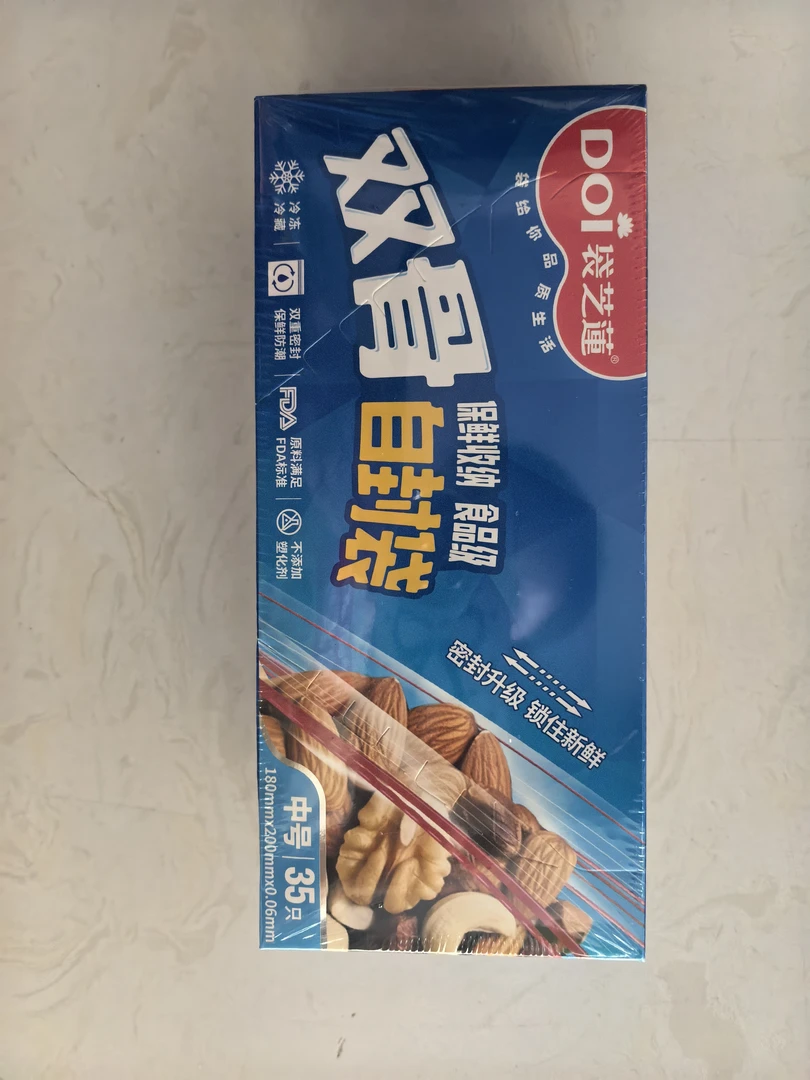 DOI 袋芝蓮®
袋给你品质生活
双骨
保鲜收纳 食品级
自封袋
密封升级 锁住新鲜
冷冻
冷藏
双重密封
保鲜防潮
FDA
原料满足
FDA标准
不添加
塑化剂
中号 35只
180mmx200mmx0.06mm